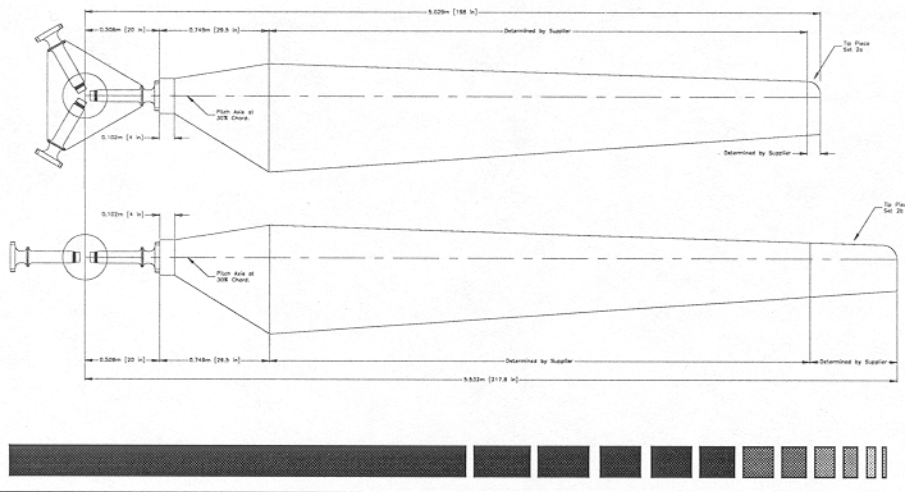 5.029m [198 in]
0.508m [20 in]
0.749m [29.5 in]
Determined by Supplier
Tip Piece
Set 2a
Pitch Axis at
30% Chord.
0.102m [4 in]
Determined by Supplier
0.102m [4 in]
Tip Piece
Set 2b
Pitch Axis at
30% Chord.
0.508m [20 in]
0.749m [29.5 in]
Determined by Supplier
Determined by Supplier
5.532m [217.8 in]